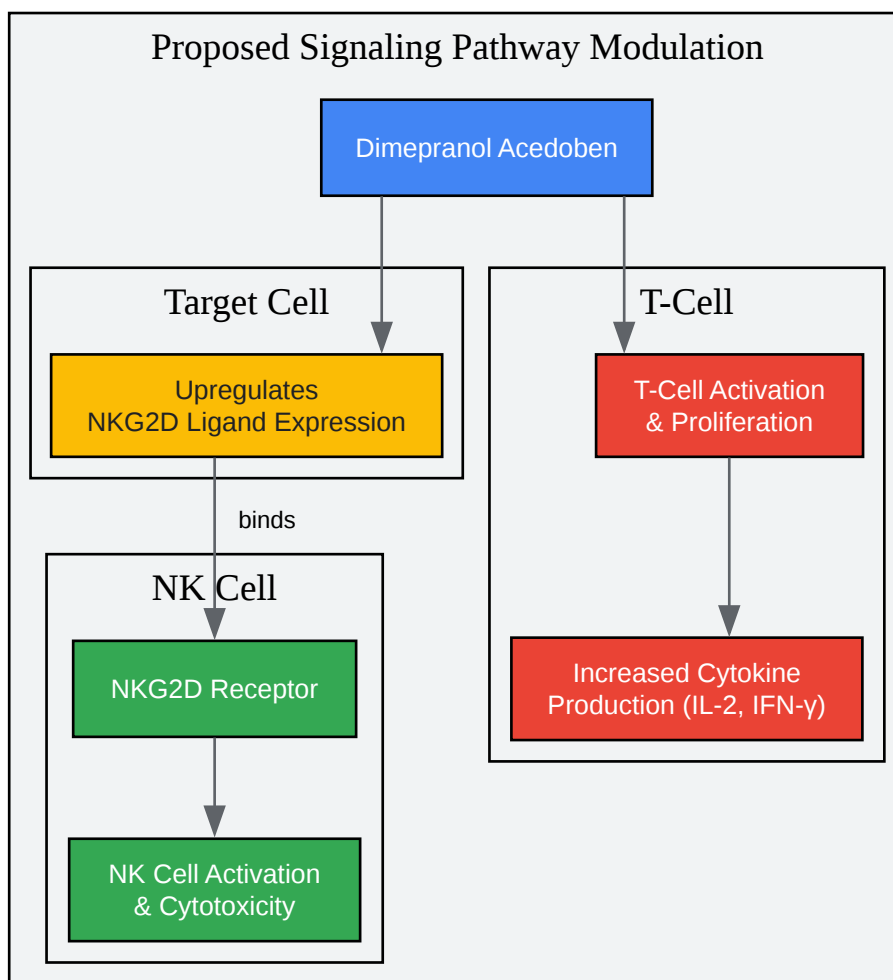 Proposed Signaling Pathway Modulation
Dimepranol Acedoben
Target Cell
Upregulates
NKG2D Ligand Expression
binds
NK Cell
NKG2D Receptor
NK Cell Activation
& Cytotoxicity
T-Cell
T-Cell Activation
& Proliferation
Increased Cytokine
Production (IL-2, IFN-γ)